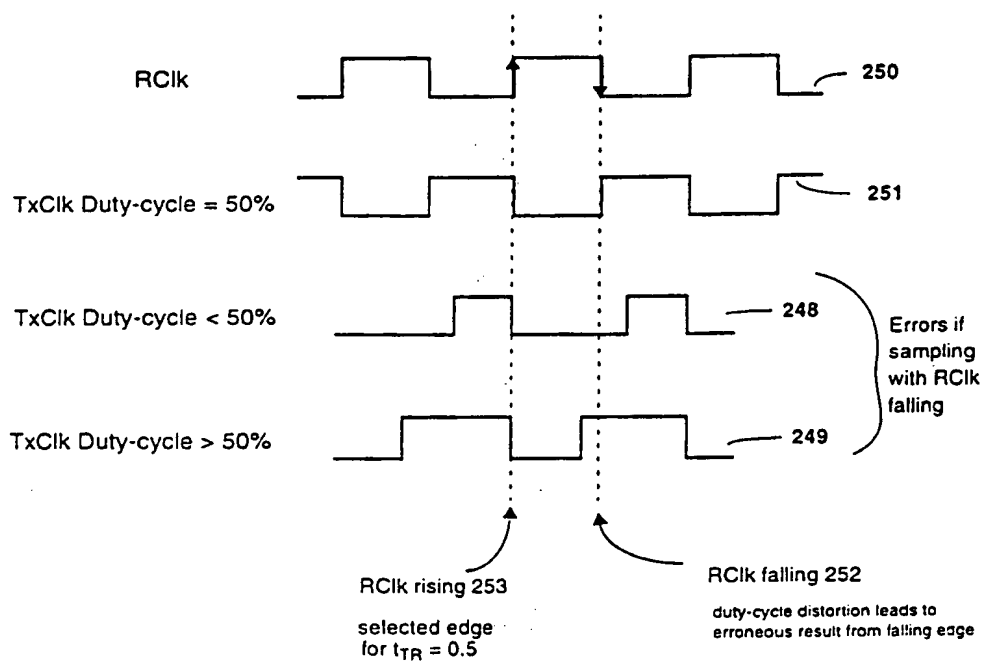 RClk
250
TxClk Duty-cycle = 50%
251
TxClk Duty-cycle < 50%
248
Errors if
sampling
with RClk
falling
TxClk Duty-cycle > 50%
249
RClk rising 253
selected edge
for tTR = 0.5
RClk falling 252
duty-cycle distortion leads to
erroneous result from falling edge